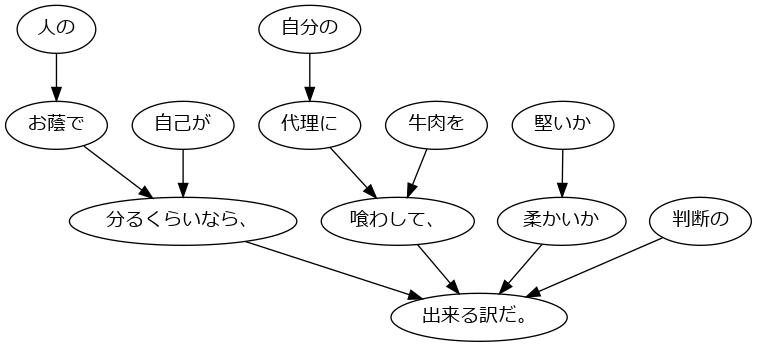 人の
自分の
お蔭で
自己が
代理に
牛肉を
堅いか
分るくらいなら、
喰わして、
柔かいか
判断の
出来る訳だ。